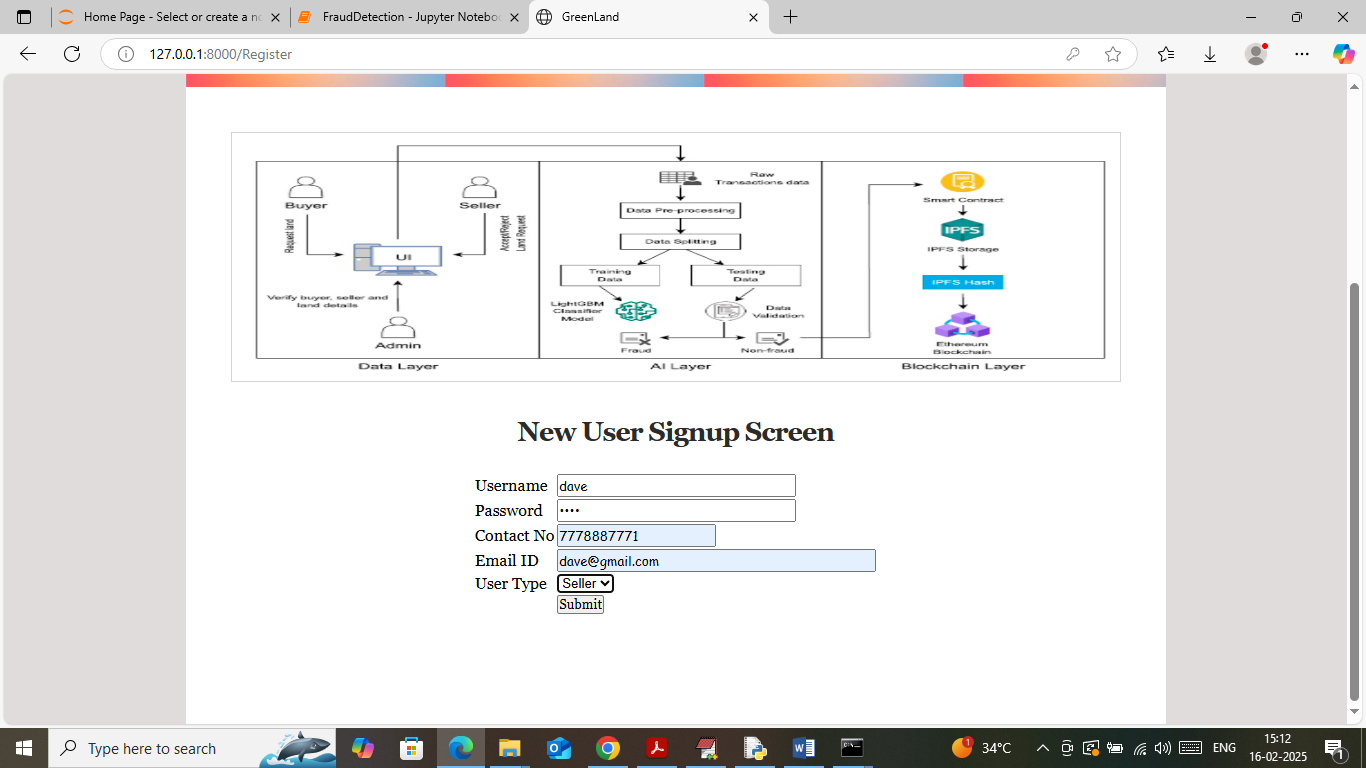 Home Page - Select or create a no
FraudDetection - Jupyter Noteboo
GreenLand
127.0.0.1:8000/Register
Buyer
Seller
Request land
Accept/Reject
Land Request
UI
Verify buyer, seller and
land details
Admin
Data Layer
Raw
Transactions data
Data Pre-processing
Data Splitting
Training
Data
Testing
Data
LightGBM
Classifier
Model
Data
Validation
Fraud
Non-fraud
AI Layer
Smart Contract
IPFS
IPFS Storage
IPFS Hash
Ethereum
Blockchain
Blockchain Layer
New User Signup Screen
Username dave
Password ••••
Contact No 7778887771
Email ID dave@gmail.com
User Type Seller
Submit
Type here to search
1
34°C
ENG
15:12
16-02-2025
1